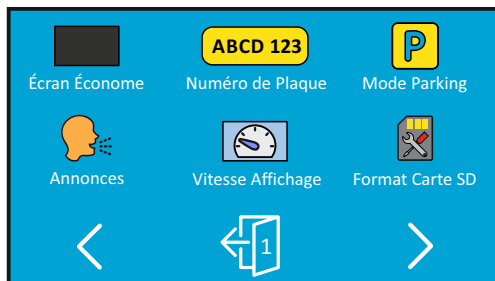 ABCD 123
P
Écran Économe
Numéro de Plaque
Mode Parking
Annonces
Vitesse Affichage
Format Carte SD
1